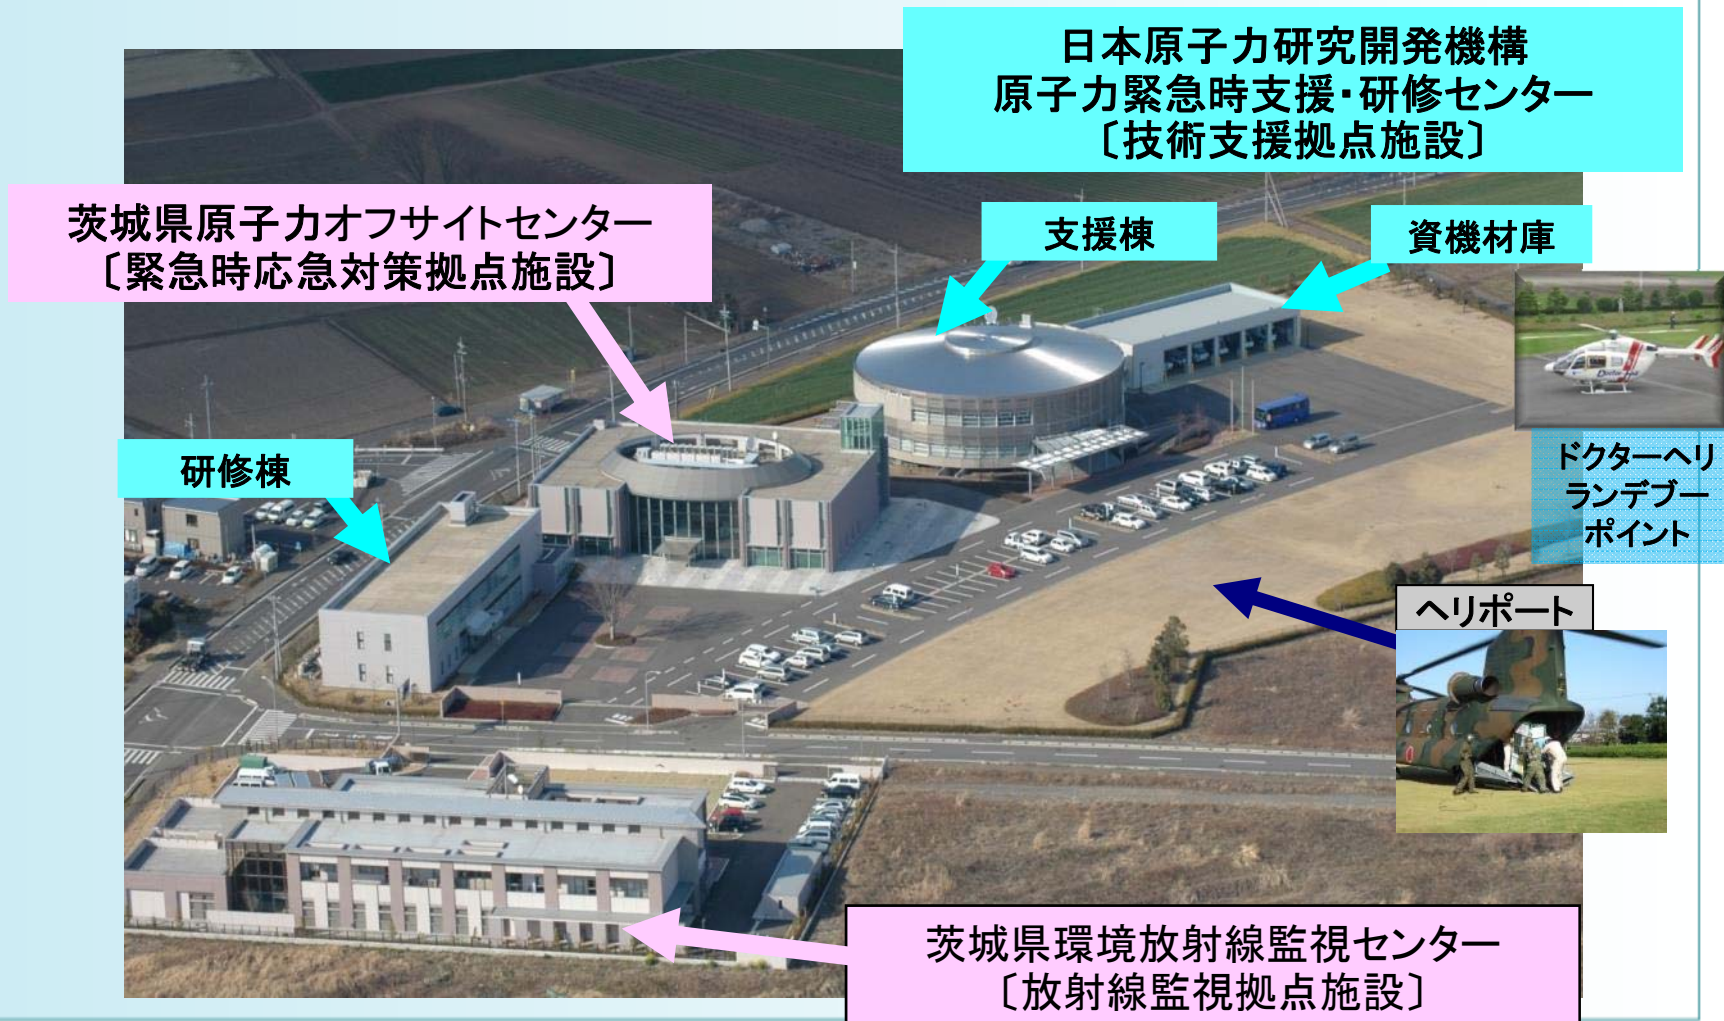 日本原子力研究開発機構
原子力緊急時支援・研修センター
〔技術支援拠点施設〕
茨城県原子力オフサイトセンター
〔緊急時応急対策拠点施設〕
支援棟
資機材庫
研修棟
ドクターヘリ
ランデブー
ポイント
ヘリポート
茨城県環境放射線監視センター
〔放射線監視拠点施設〕